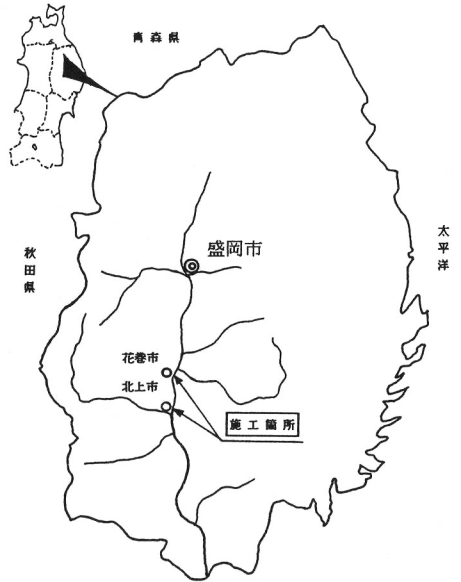 青森県
秋田県
太平洋
盛岡市
花巻市
北上市
施工箇所